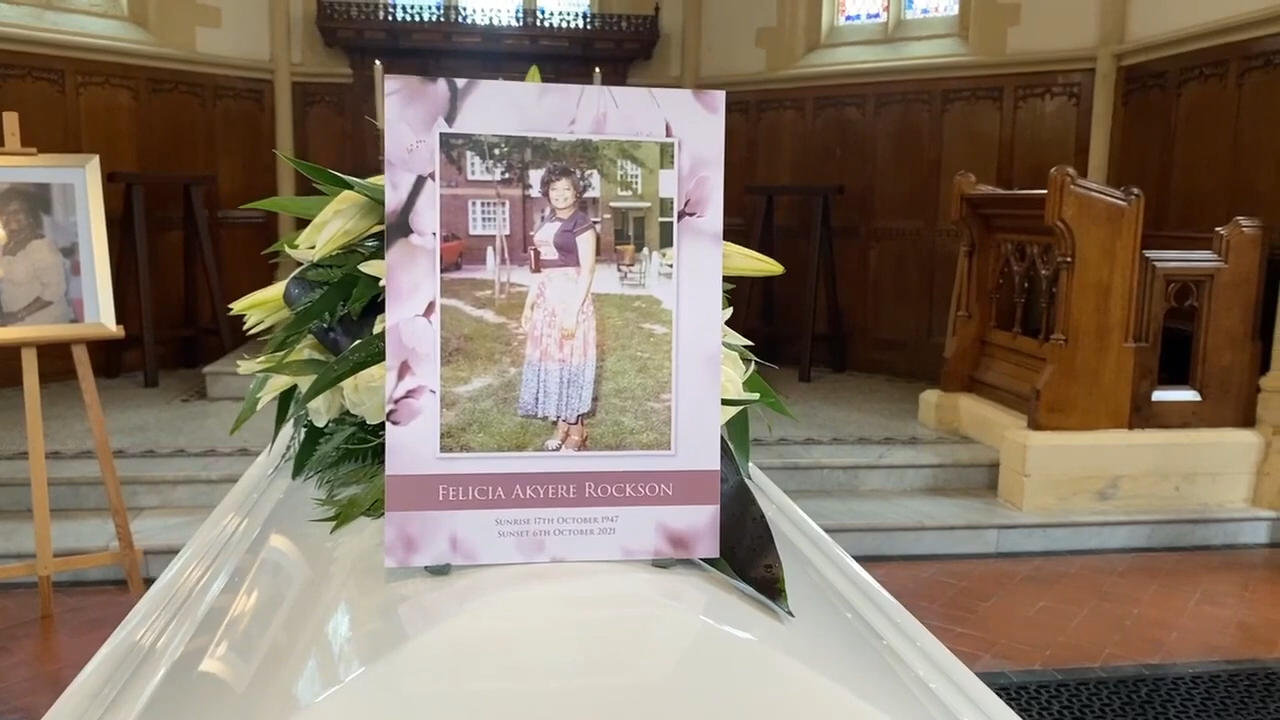 Felicia Akyere Rockson
Sunrise 17th October 1947
Sunset 6th October 2021